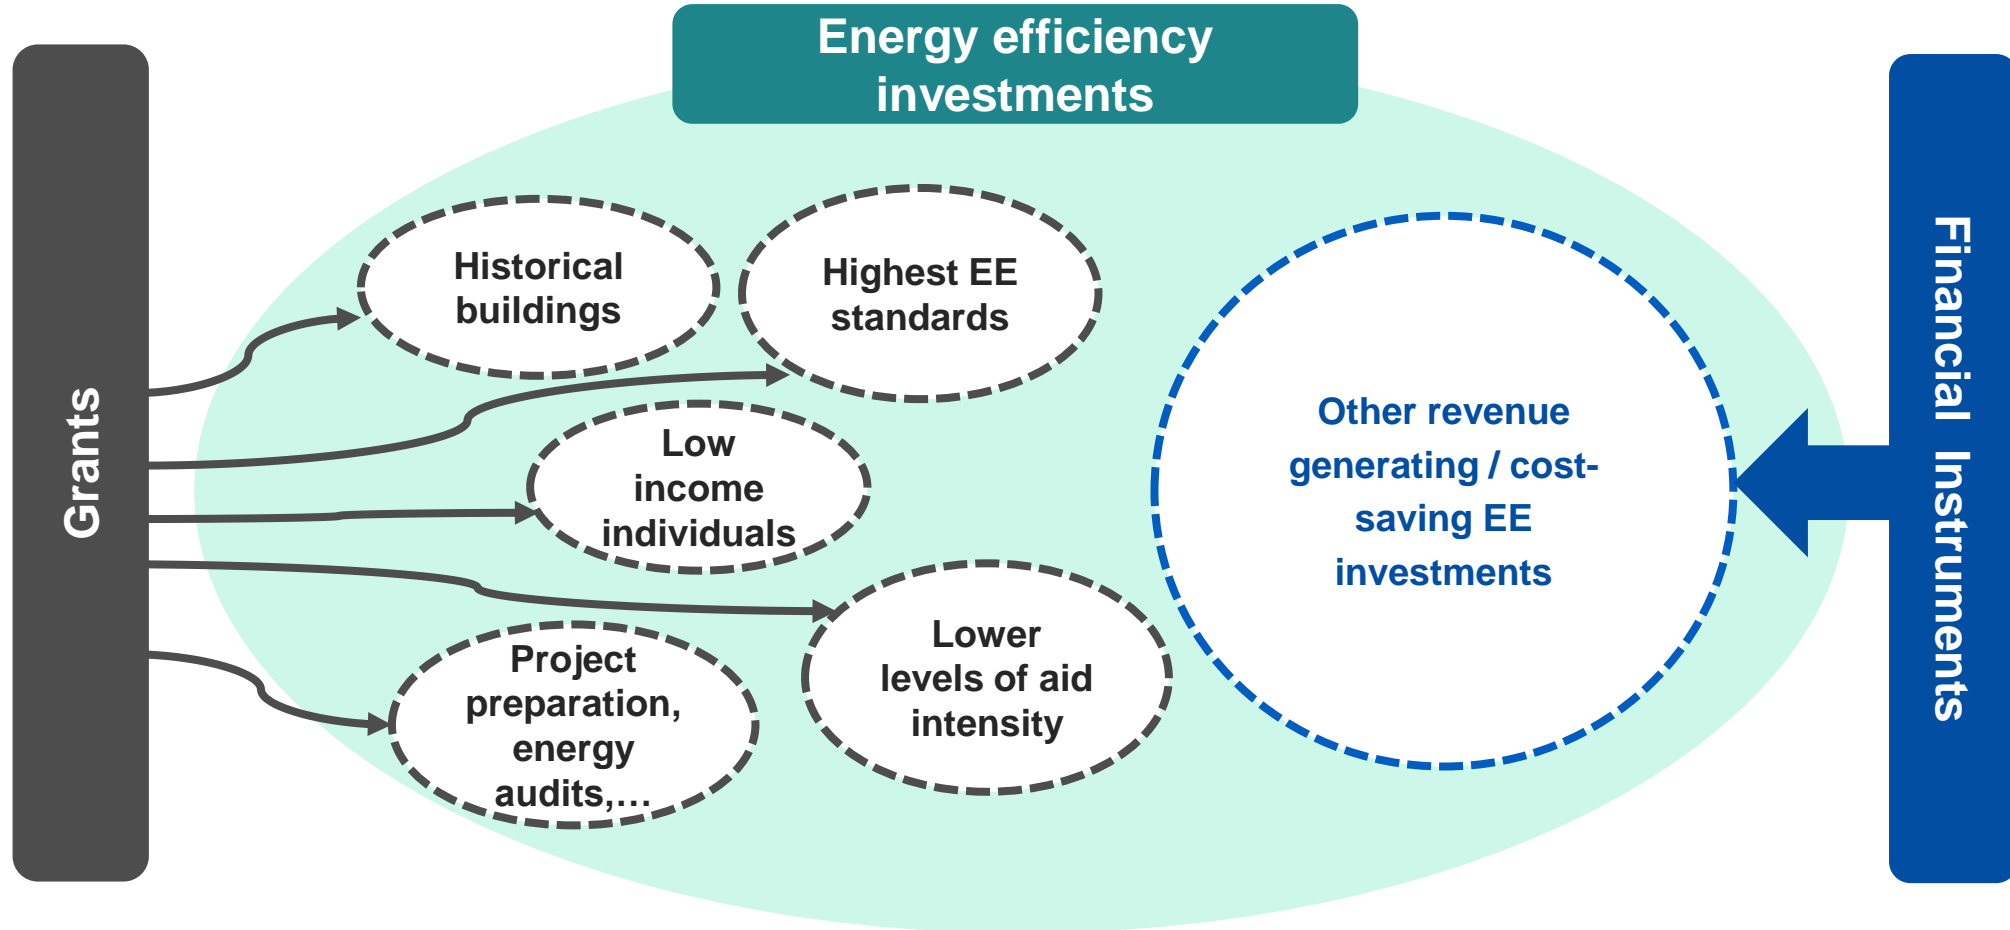 Energy efficiency
investments
Grants
Historical
buildings
Highest EE
standards
Low
income
individuals
Lower
levels of aid
intensity
Project
preparation,
energy
audits,…
Other revenue
generating / cost-
saving EE
investments
Financial Instruments